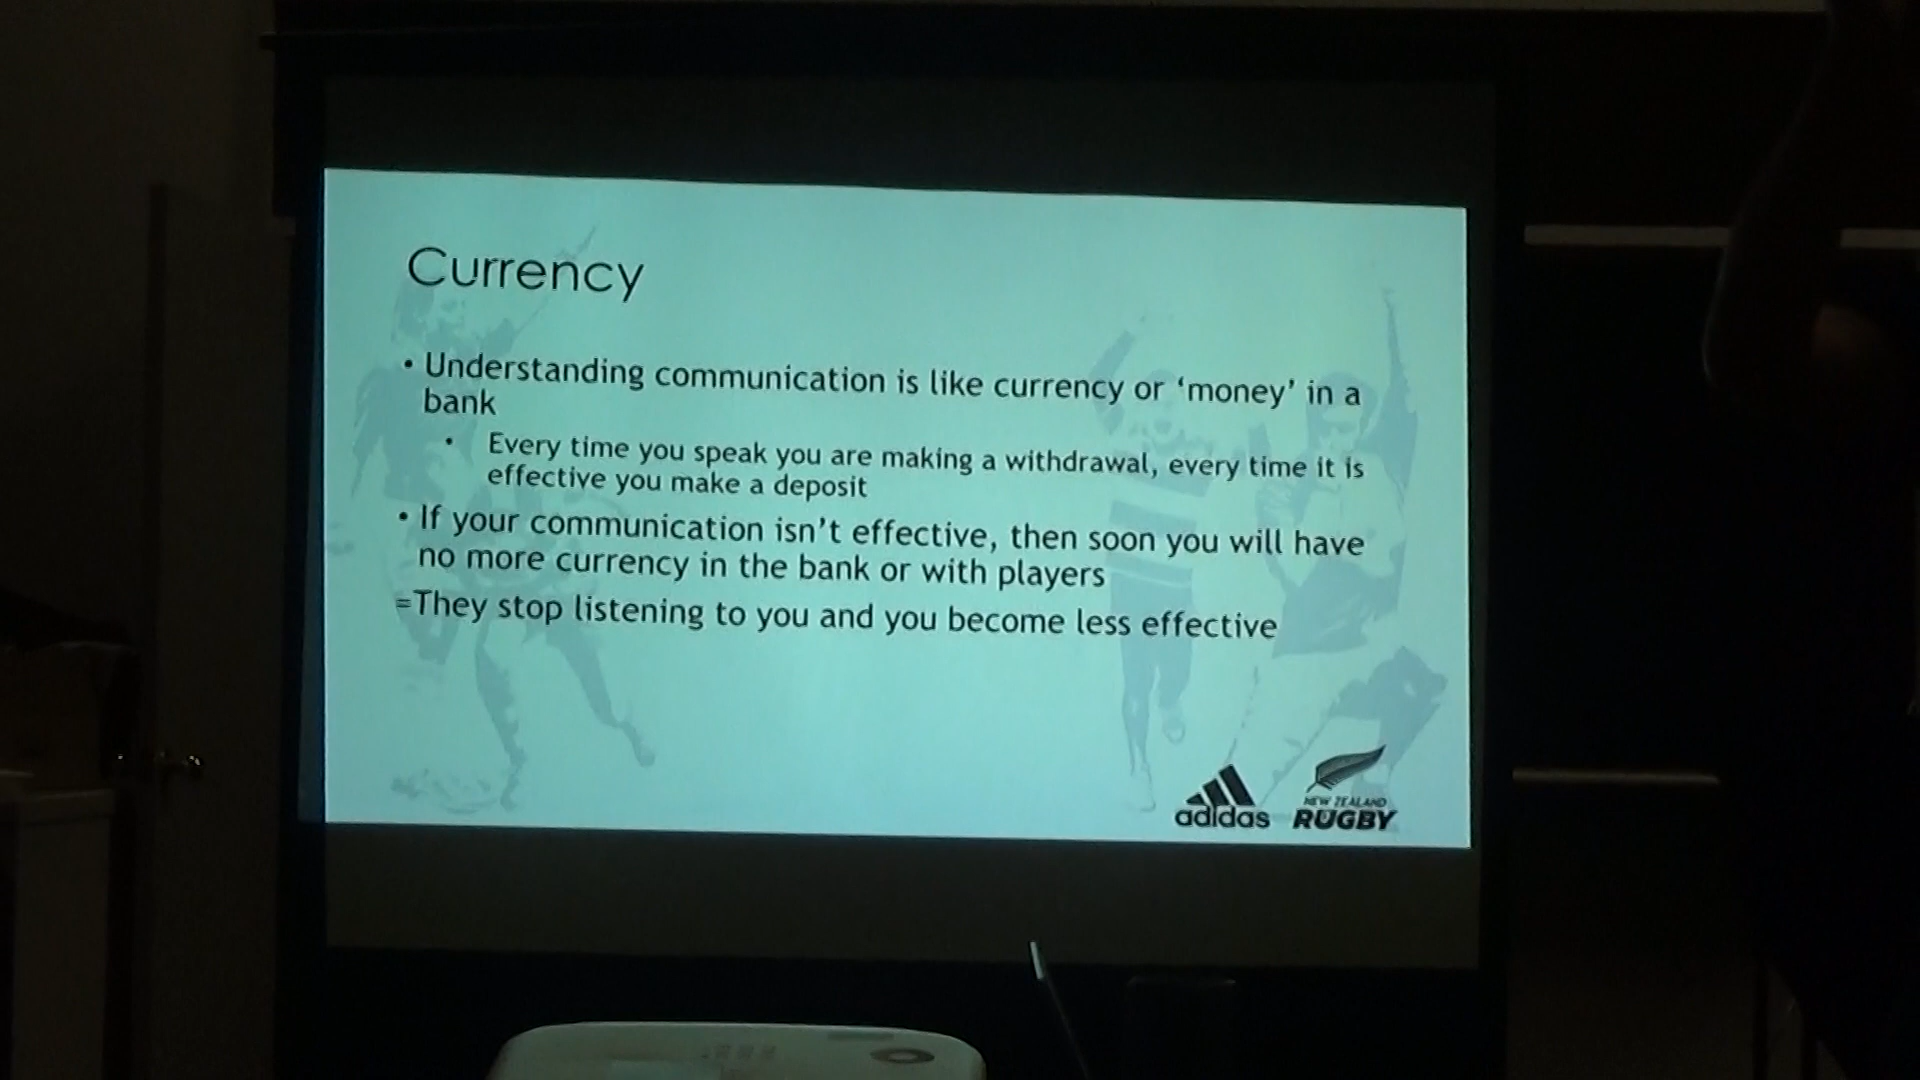 Currency
• Understanding communication is like currency or ‘money’ in a
bank
• Every time you speak you are making a withdrawal, every time it is
effective you make a deposit
• If your communication isn’t effective, then soon you will have
no more currency in the bank or with players
=They stop listening to you and you become less effective
adidas
NEW ZEALAND
RUGBY